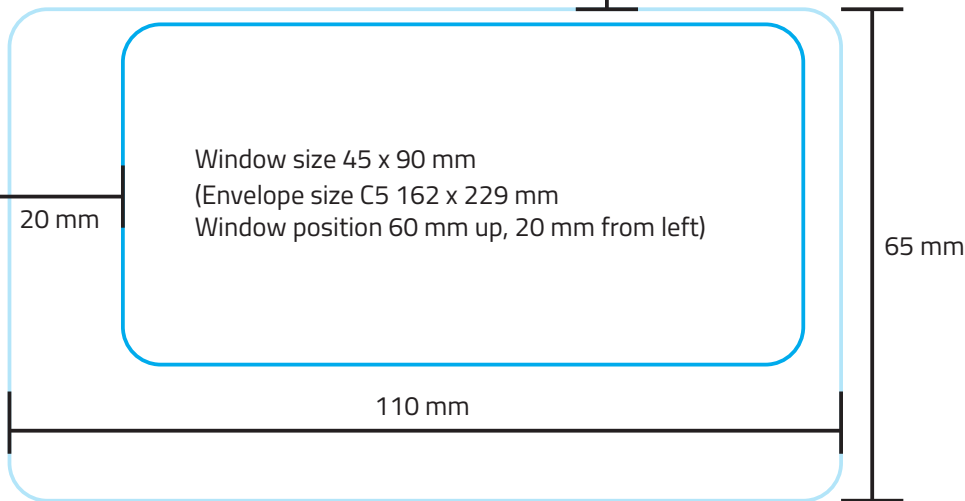 Window size 45 x 90 mm
(Envelope size C5 162 x 229 mm
Window position 60 mm up, 20 mm from left)
20 mm
65 mm
110 mm